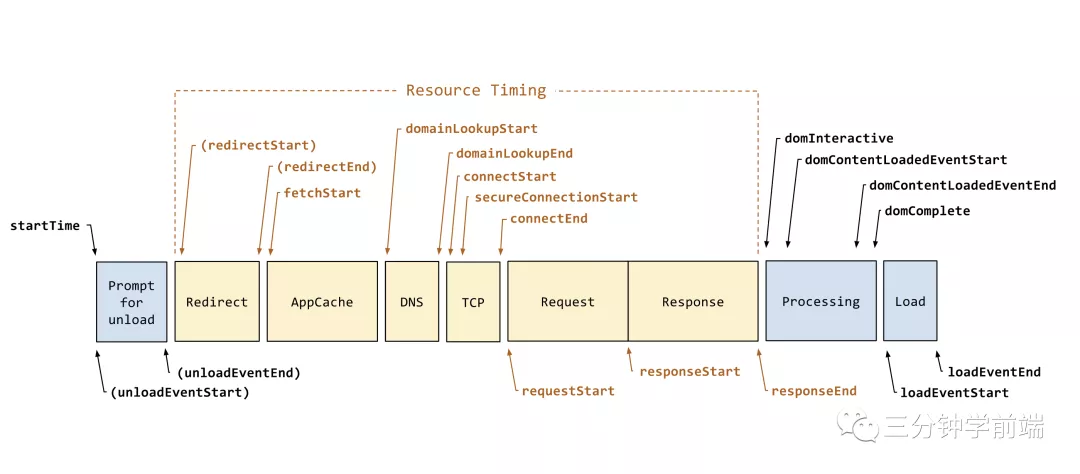 Resource Timing
domainLookupStart
domInteractive
(redirectStart)
domainLookupEnd
domContentLoadedEventStart
(redirectEnd)
connectStart
domContentLoadedEventEnd
fetchStart
secureConnectionStart
domComplete
startTime
connectEnd
Prompt
for
unload
Redirect
AppCache
DNS
TCP
Request
Response
Processing
Load
(unloadEventEnd)
(unloadEventStart)
requestStart
responseStart
responseEnd
loadEventEnd
loadEventStart
三分钟学前端